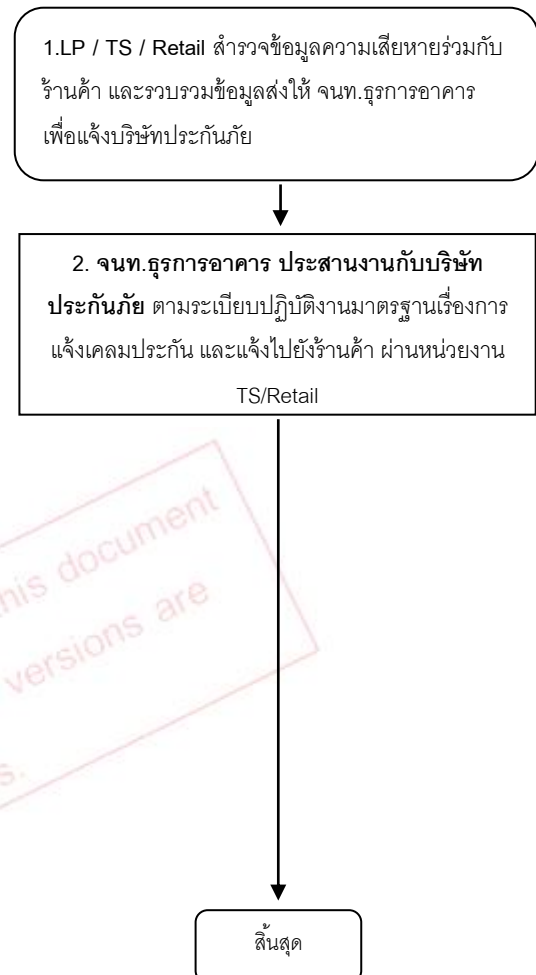 1.LP / TS / Retail สำรวจข้อมูลความเสียหายร่วมกับ
ร้านค้า และรวบรวมข้อมูลส่งให้ จนท.ธุรการอาคาร
เพื่อแจ้งบริษัทประกันภัย
2. จนท.ธุรการอาคาร ประสานงานกับบริษัท
ประกันภัย ตามระเบียบปฏิบัติงานมาตรฐานเรื่องการ
แจ้งเคลมประกัน และแจ้งไปยังร้านค้า ผ่านหน่วยงาน
TS/Retail
his document
versions are
s.
สิ้นสุด